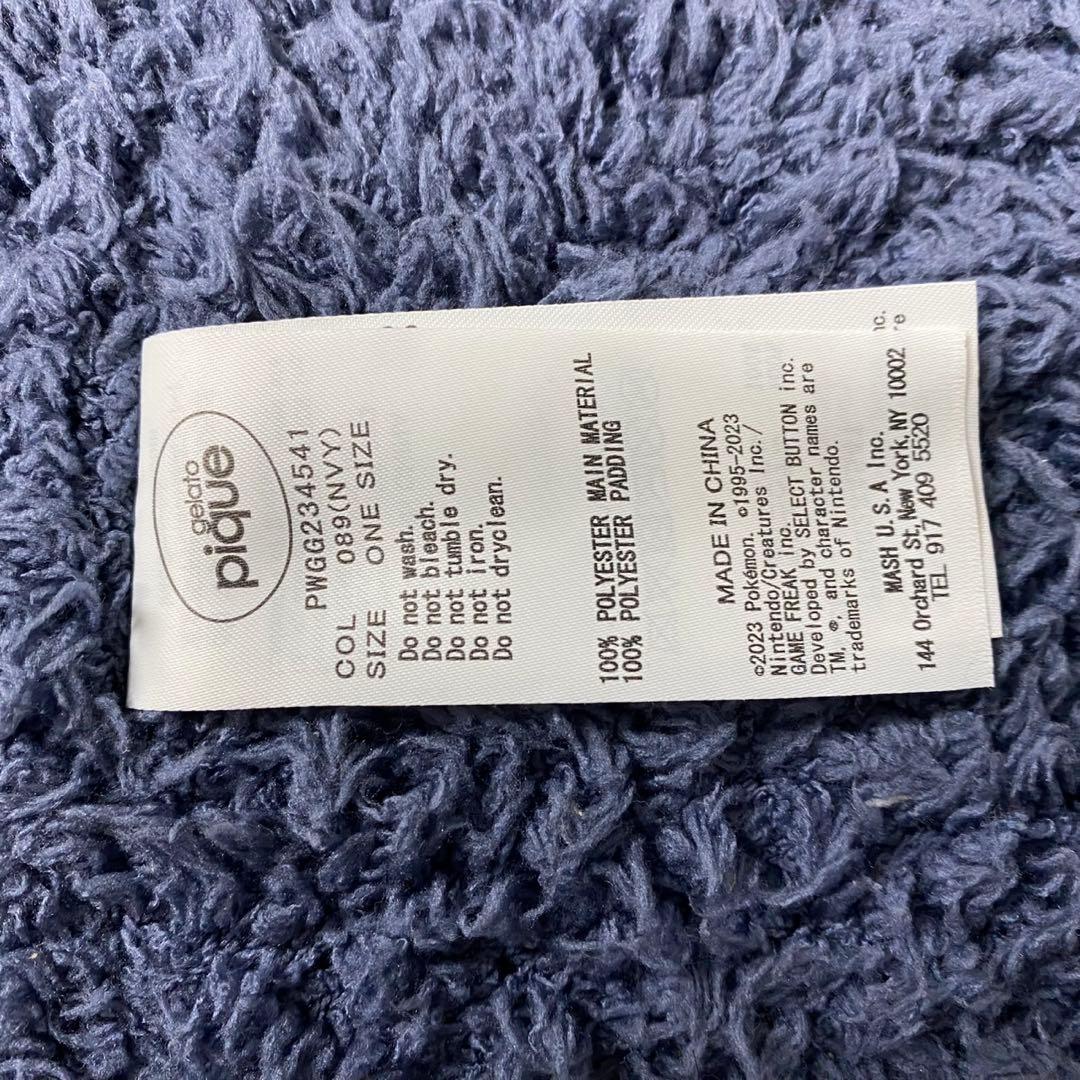 gelato
pique
PWGG234541
COL 089(NVY)
SIZE ONE SIZE
Do not wash.
Do not bleach.
Do not tumble dry.
Do not iron.
Do not dryclean.
100% POLYESTER MAIN MATERIAL
100% POLYESTER PADDING
MADE IN CHINA
©2023 Pokémon. ©1995-2023
Nintendo/Creatures Inc./
GAME FREAK inc.
Developed by SELECT BUTTON inc.
TM, ®, and character names are
trademarks of Nintendo.
MASH U.S.A Inc.
144 Orchard St, New York, NY 10002
TEL 917 409 5520